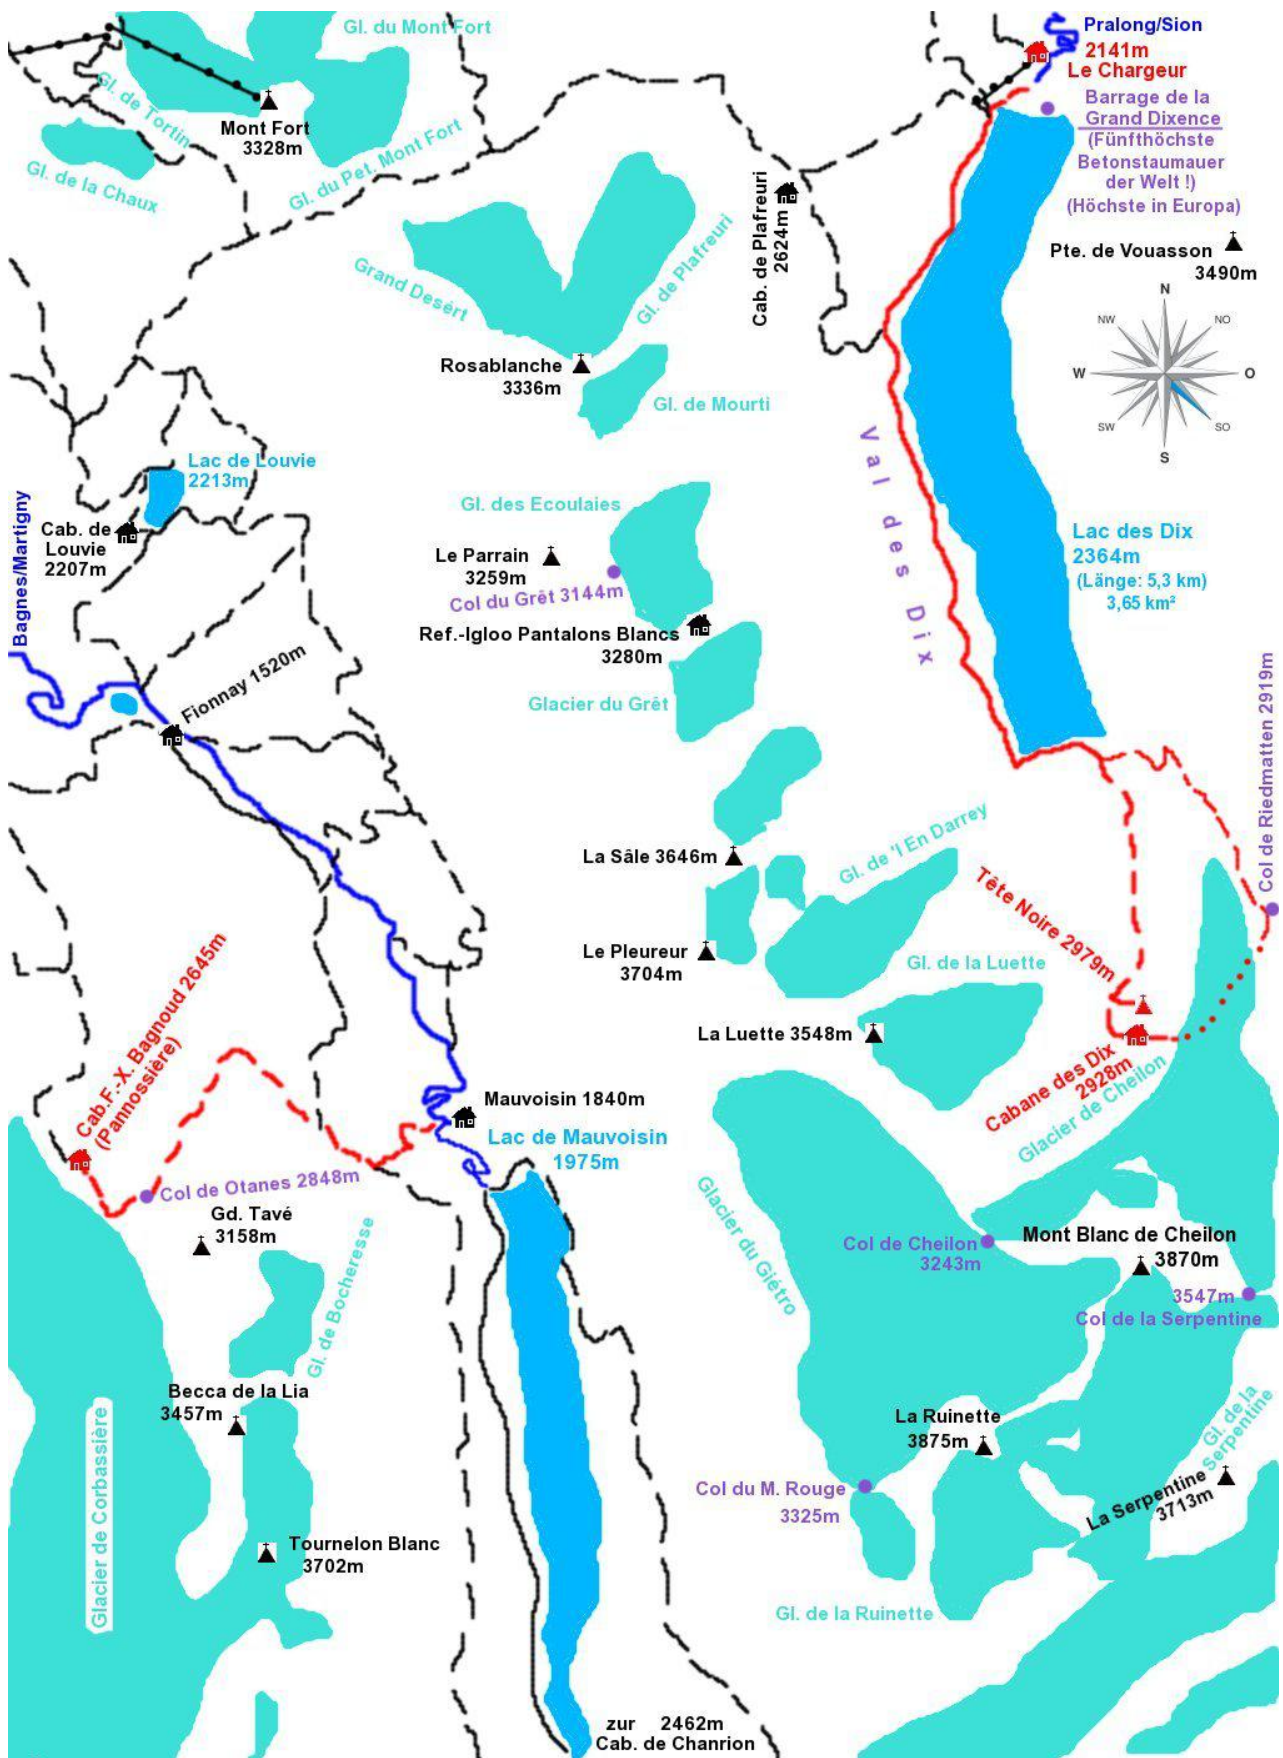 Gl. du Mont Fort
Pralong/Sion
2141m
Le Chargeur
Gl. de Tortin
Mont Fort
3328m
Gl. de la Chaux
Gl. du Pet. Mont Fort
Barrage de la
Grand Dixence
(Fünfthöchste
Betonstaumauer
der Welt !)
(Höchste in Europa)
Cab. de Plafreuri
2624m
Pte. de Vouasson
3490m
Grand Desért
Gl. de Plafreuri
N
NW
NO
W
O
SW
SO
S
Rosablanche
3336m
Gl. de Mourti
Lac de Louvie
2213m
Val des Dix
Bagnes/Martigny
Cab. de
Louvie
2207m
Gl. des Ecoulaies
Le Parrain
3259m
Col du Grêt 3144m
Lac des Dix
2364m
(Länge: 5,3 km)
3,65 km²
Ref.-Igloo Pantalons Blancs
3280m
Fionnay 1520m
Glacier du Grêt
Col de Riedmatten 2919m
La Sâle 3646m
Gl. de 'l En Darrey
Tête Noire 2979m
Le Pleureur
3704m
Gl. de la Luette
La Luette 3548m
Cab.F.-X. Bagnoud 2645m
(Pannossière)
Cabane des Dix
2928m
Glacier de Cheilon
Mauvoisin 1840m
Lac de Mauvoisin
1975m
Col de Otanes 2848m
Gd. Tavé
3158m
Glacier du Giétro
Col de Cheilon
3243m
Mont Blanc de Cheilon
3870m
3547m
Col de la Serpentine
Gl. de Bocheresse
Becca de la Lia
3457m
Glacier de Corbassière
La Ruinette
3875m
Gl. de la
Serpentine
Col du M. Rouge
3325m
La Serpentine
3713m
Tournelon Blanc
3702m
Gl. de la Ruinette
zur 2462m
Cab. de Chanrion